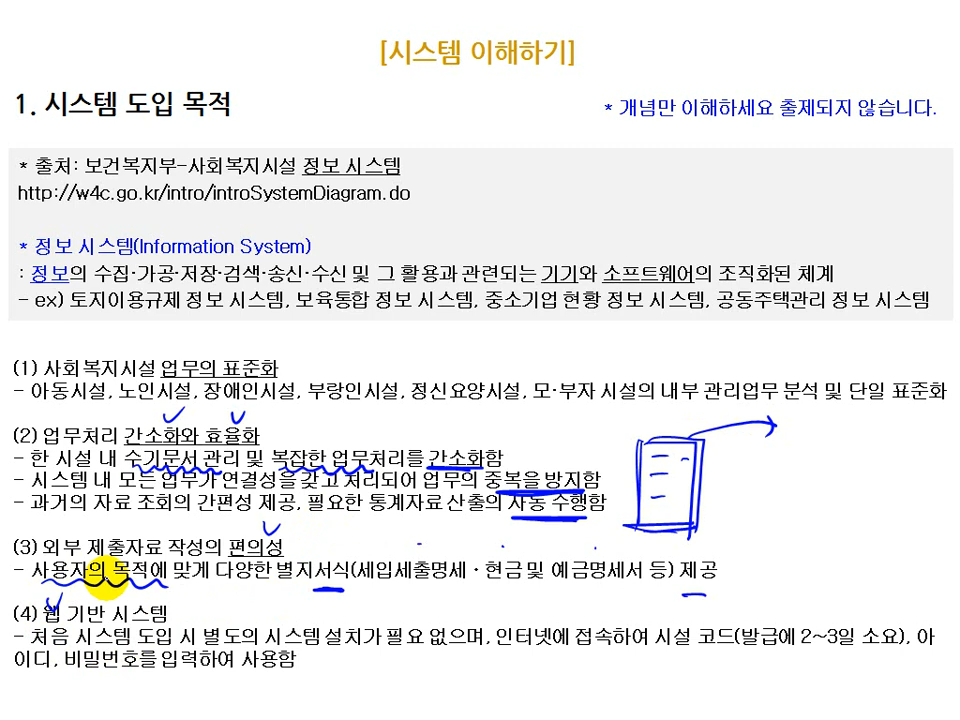 [시스템 이해하기]
1. 시스템 도입 목적
* 개념만 이해하세요 출제되지 않습니다.
* 출처: 보건복지부-사회복지시설 정보 시스템
http://w4c.go.kr/intro/introSystemDiagram.do
* 정보 시스템(Information System)
: 정보의 수집·가공·저장·검색·송신·수신 및 그 활용과 관련되는 기기와 소프트웨어의 조직화된 체계
- ex) 토지이용규제 정보 시스템, 보육통합 정보 시스템, 중소기업 현황 정보 시스템, 공동주택관리 정보 시스템
(1) 사회복지시설 업무의 표준화
- 아동시설, 노인시설, 장애인시설, 부랑인시설, 정신요양시설, 모·부자 시설의 내부 관리업무 분석 및 단일 표준화
(2) 업무처리 간소화와 효율화
- 한 시설 내 수기문서 관리 및 복잡한 업무처리를 간소화함
- 시스템 내 모든 업무가 연결성을 갖고 처리되어 업무의 중복을 방지함
- 과거의 자료 조회의 간편성 제공, 필요한 통계자료 산출의 자동 수행함
(3) 외부 제출자료 작성의 편의성
- 사용자의 목적에 맞게 다양한 별지서식(세입세출명세·현금 및 예금명세서 등) 제공
(4) 웹 기반 시스템
- 처음 시스템 도입 시 별도의 시스템 설치가 필요 없으며, 인터넷에 접속하여 시설 코드(발급에 2~3일 소요), 아
이디, 비밀번호를 입력하여 사용함